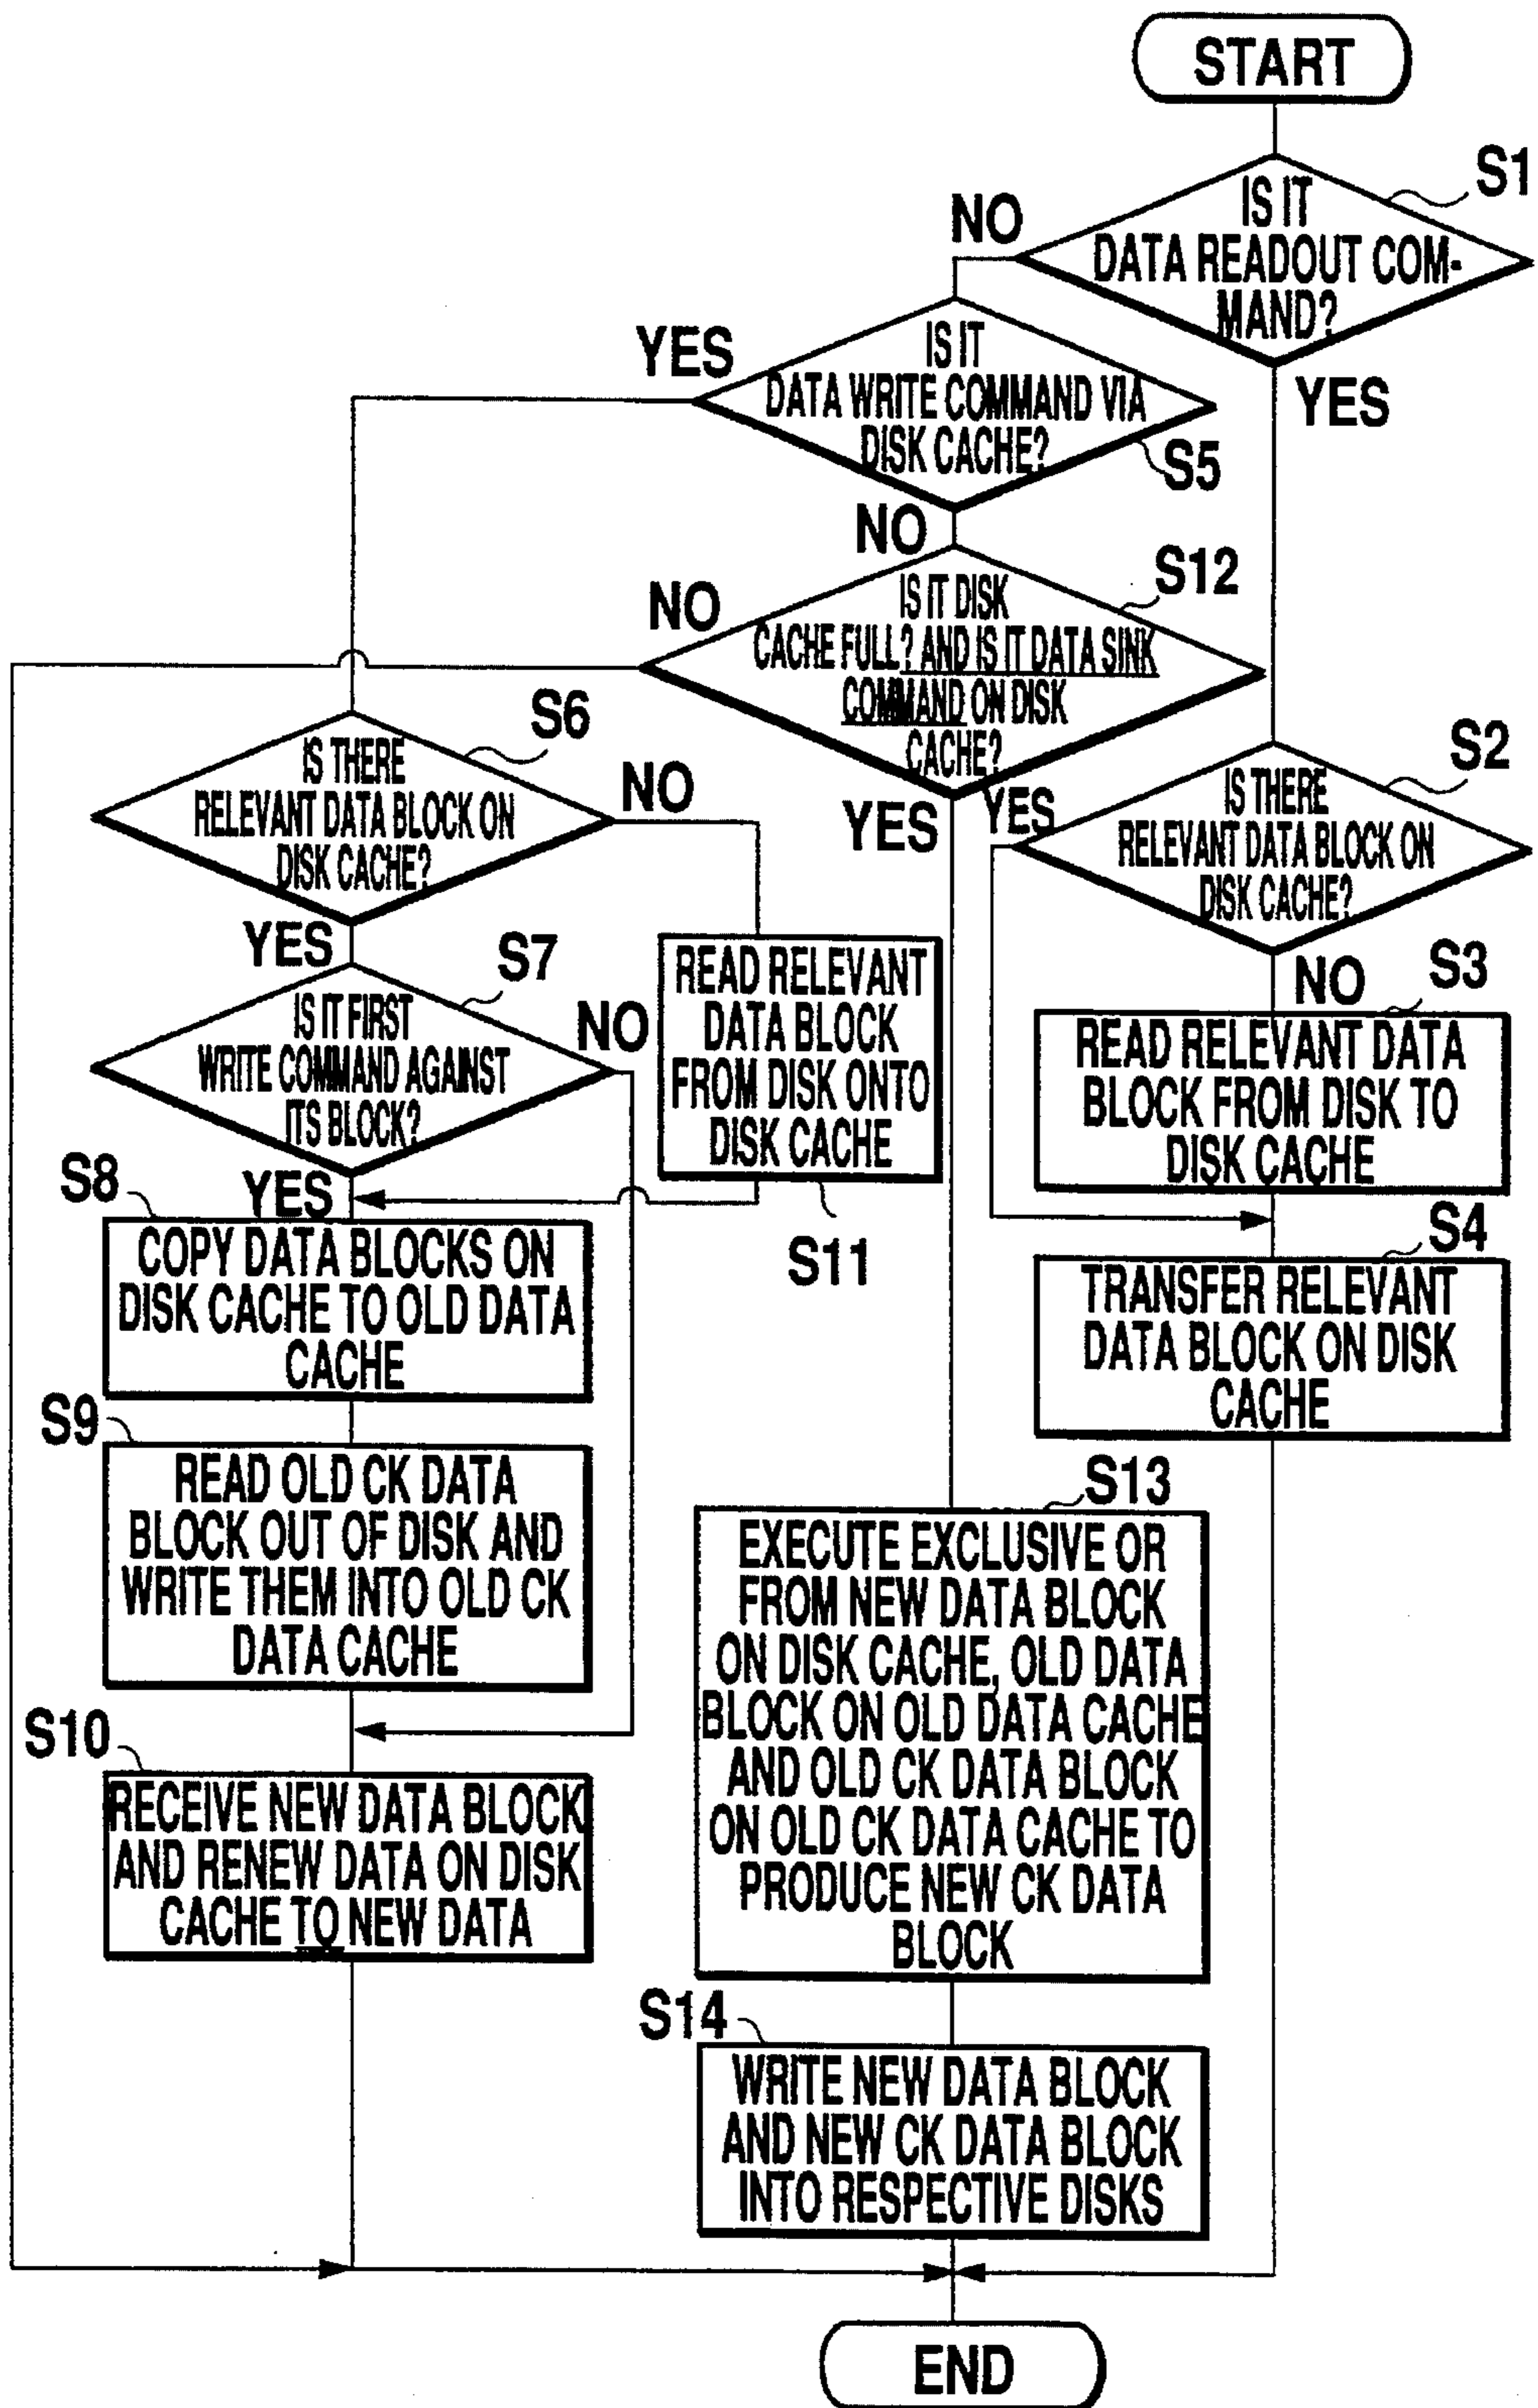 START
S1
IS IT
DATA READOUT COM-
MAND?
NO
YES
IS IT
DATA WRITE COMMAND VIA
DISK CACHE?
YES
S5
NO
IS IT DISK
CACHE FULL? AND IS IT DATA SINK
COMMAND ON DISK
CACHE?
S12
NO
YES
S6
IS THERE
RELEVANT DATA BLOCK ON
DISK CACHE?
NO
YES
S2
IS THERE
RELEVANT DATA BLOCK ON
DISK CACHE?
YES
NO
S7
IS IT FIRST
WRITE COMMAND AGAINST
ITS BLOCK?
NO
YES
READ RELEVANT
DATA BLOCK
FROM DISK ONTO
DISK CACHE
S11
S3
READ RELEVANT DATA
BLOCK FROM DISK TO
DISK CACHE
S4
TRANSFER RELEVANT
DATA BLOCK ON DISK
CACHE
S8
COPY DATA BLOCKS ON
DISK CACHE TO OLD DATA
CACHE
S9
READ OLD CK DATA
BLOCK OUT OF DISK AND
WRITE THEM INTO OLD CK
DATA CACHE
S10
RECEIVE NEW DATA BLOCK
AND RENEW DATA ON DISK
CACHE TO NEW DATA
S13
EXECUTE EXCLUSIVE OR
FROM NEW DATA BLOCK
ON DISK CACHE, OLD DATA
BLOCK ON OLD DATA CACHE
AND OLD CK DATA BLOCK
ON OLD CK DATA CACHE TO
PRODUCE NEW CK DATA
BLOCK
S14
WRITE NEW DATA BLOCK
AND NEW CK DATA BLOCK
INTO RESPECTIVE DISKS
END